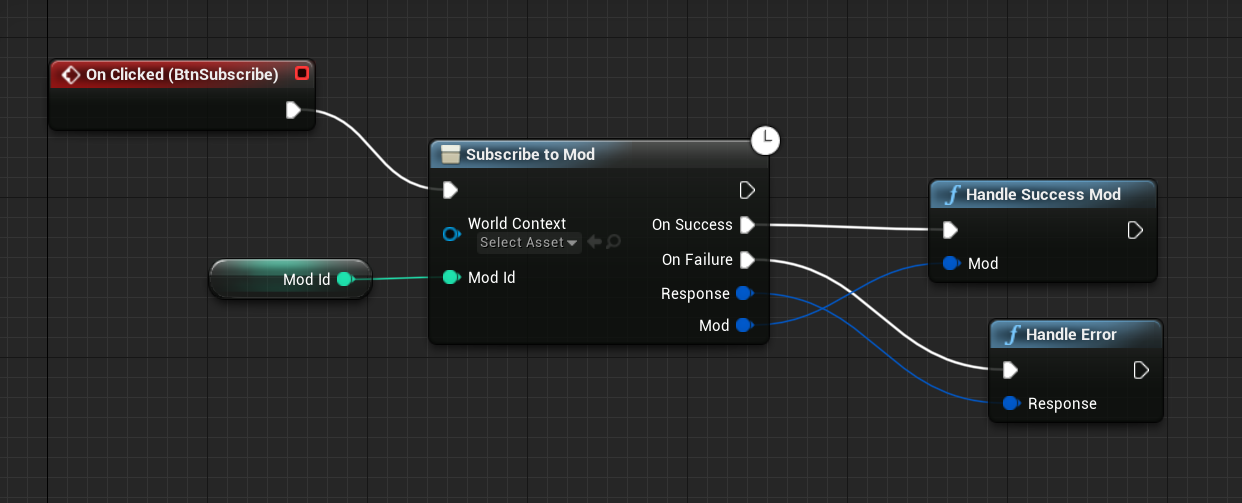 On Clicked (BtnSubscribe)
Subscribe to Mod
World Context
Select Asset
Mod Id
Mod Id
On Success
On Failure
Response
Mod
Handle Success Mod
Mod
Handle Error
Response